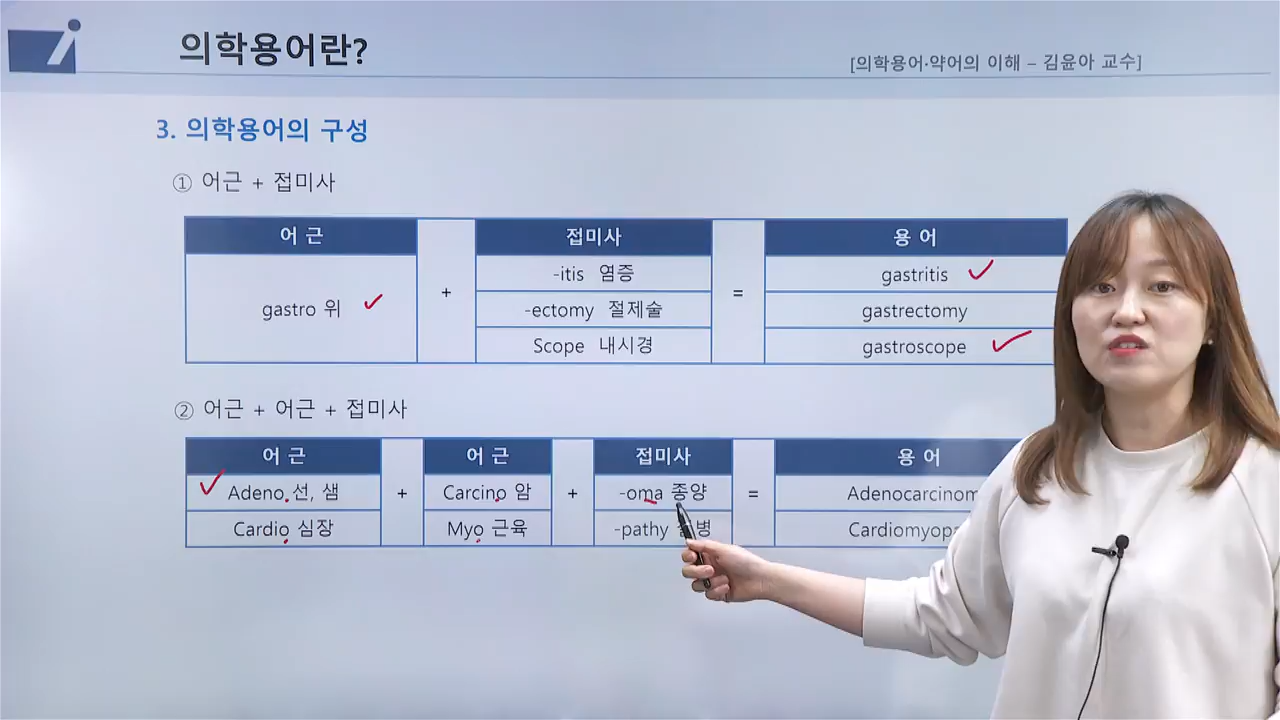 의학용어란?
[의학용어·약어의 이해 – 김윤아 교수]
3. 의학용어의 구성
① 어근 + 접미사
어 근 + 접미사 = 용 어
gastro 위
-itis 염증 gastritis
-ectomy 절제술 gastrectomy
Scope 내시경 gastroscope
② 어근 + 어근 + 접미사
어 근 + 어 근 + 접미사 = 용 어
Adeno 선, 샘 Carcino 암 -oma 종양
Cardio 심장 Myo 근육 -pathy